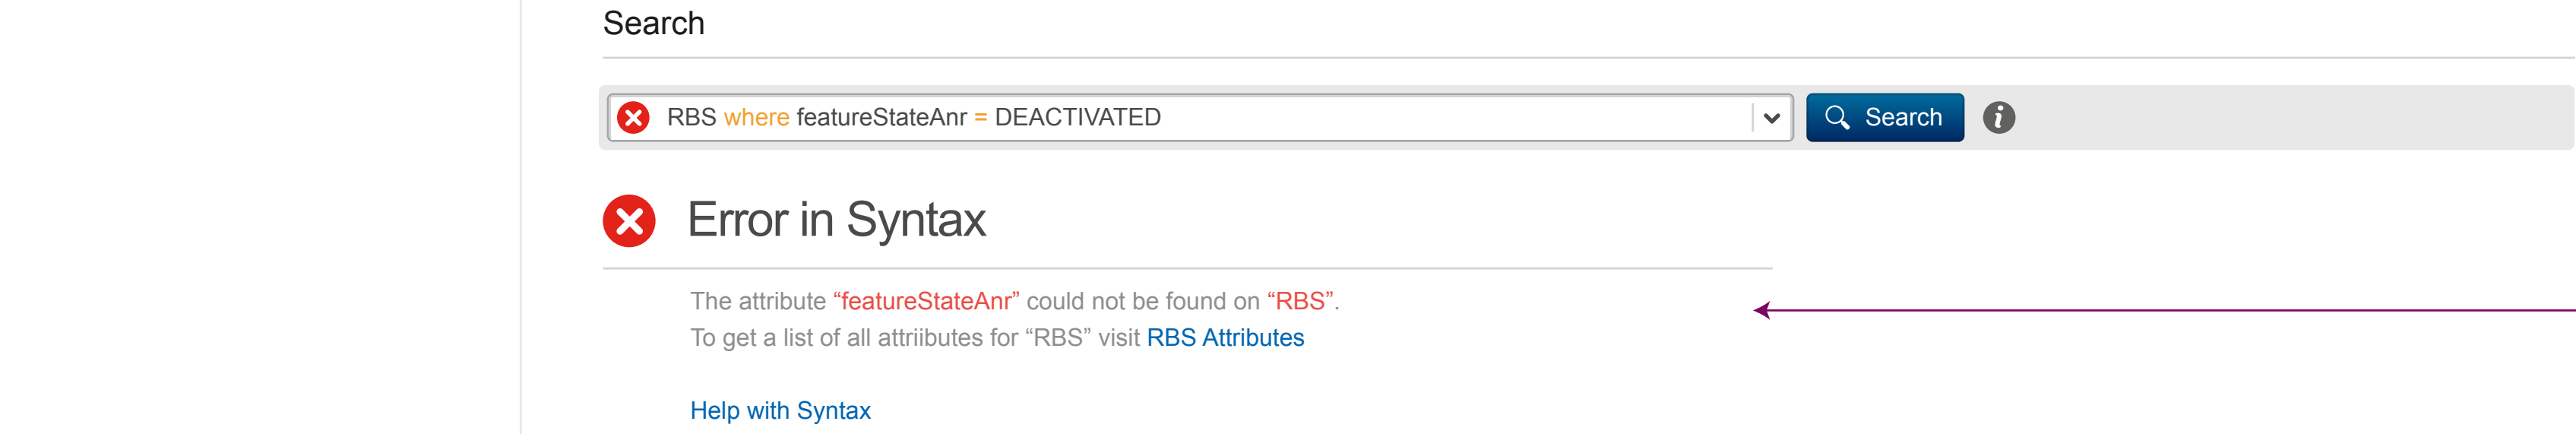 Search
RBS where featureStateAnr = DEACTIVATED
Search
Error in Syntax
The attribute “featureStateAnr” could not be found on “RBS”.
To get a list of all attriibutes for “RBS” visit RBS Attributes
Help with Syntax